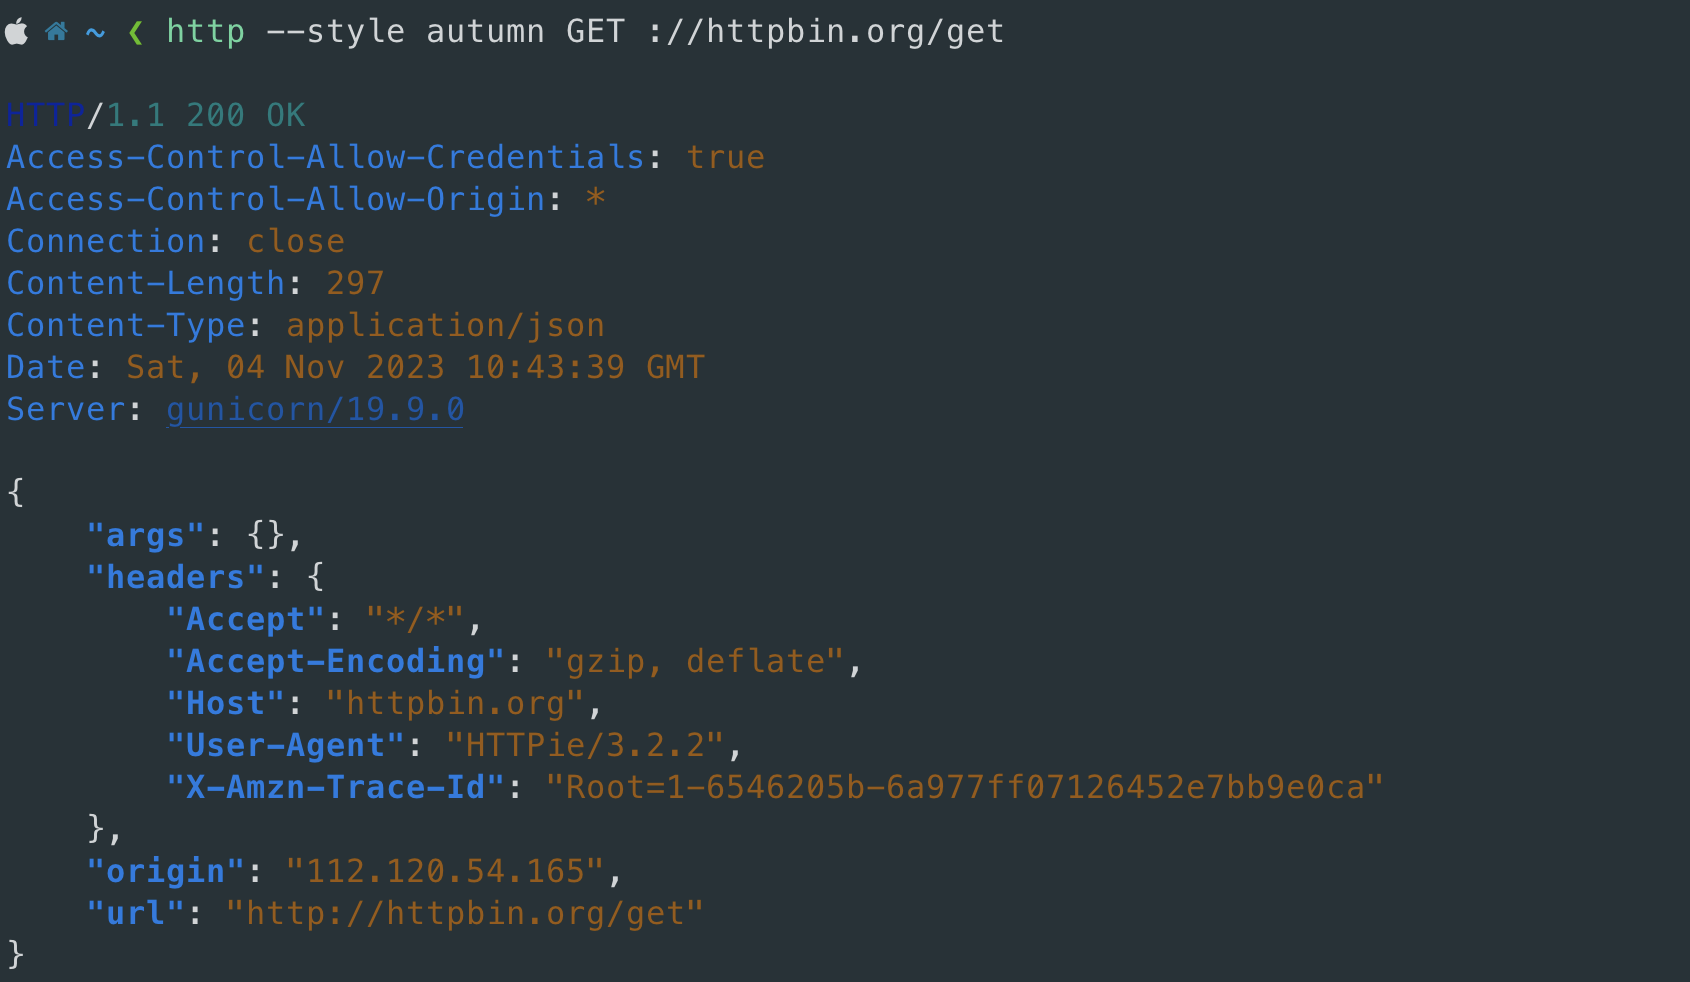 ~ ❮ http --style autumn GET ://httpbin.org/get
HTTP/1.1 200 OK
Access-Control-Allow-Credentials: true
Access-Control-Allow-Origin: *
Connection: close
Content-Length: 297
Content-Type: application/json
Date: Sat, 04 Nov 2023 10:43:39 GMT
Server: gunicorn/19.9.0
{
    "args": {},
    "headers": {
        "Accept": "*/*",
        "Accept-Encoding": "gzip, deflate",
        "Host": "httpbin.org",
        "User-Agent": "HTTPie/3.2.2",
        "X-Amzn-Trace-Id": "Root=1-6546205b-6a977ff07126452e7bb9e0ca"
    },
    "origin": "112.120.54.165",
    "url": "http://httpbin.org/get"
}